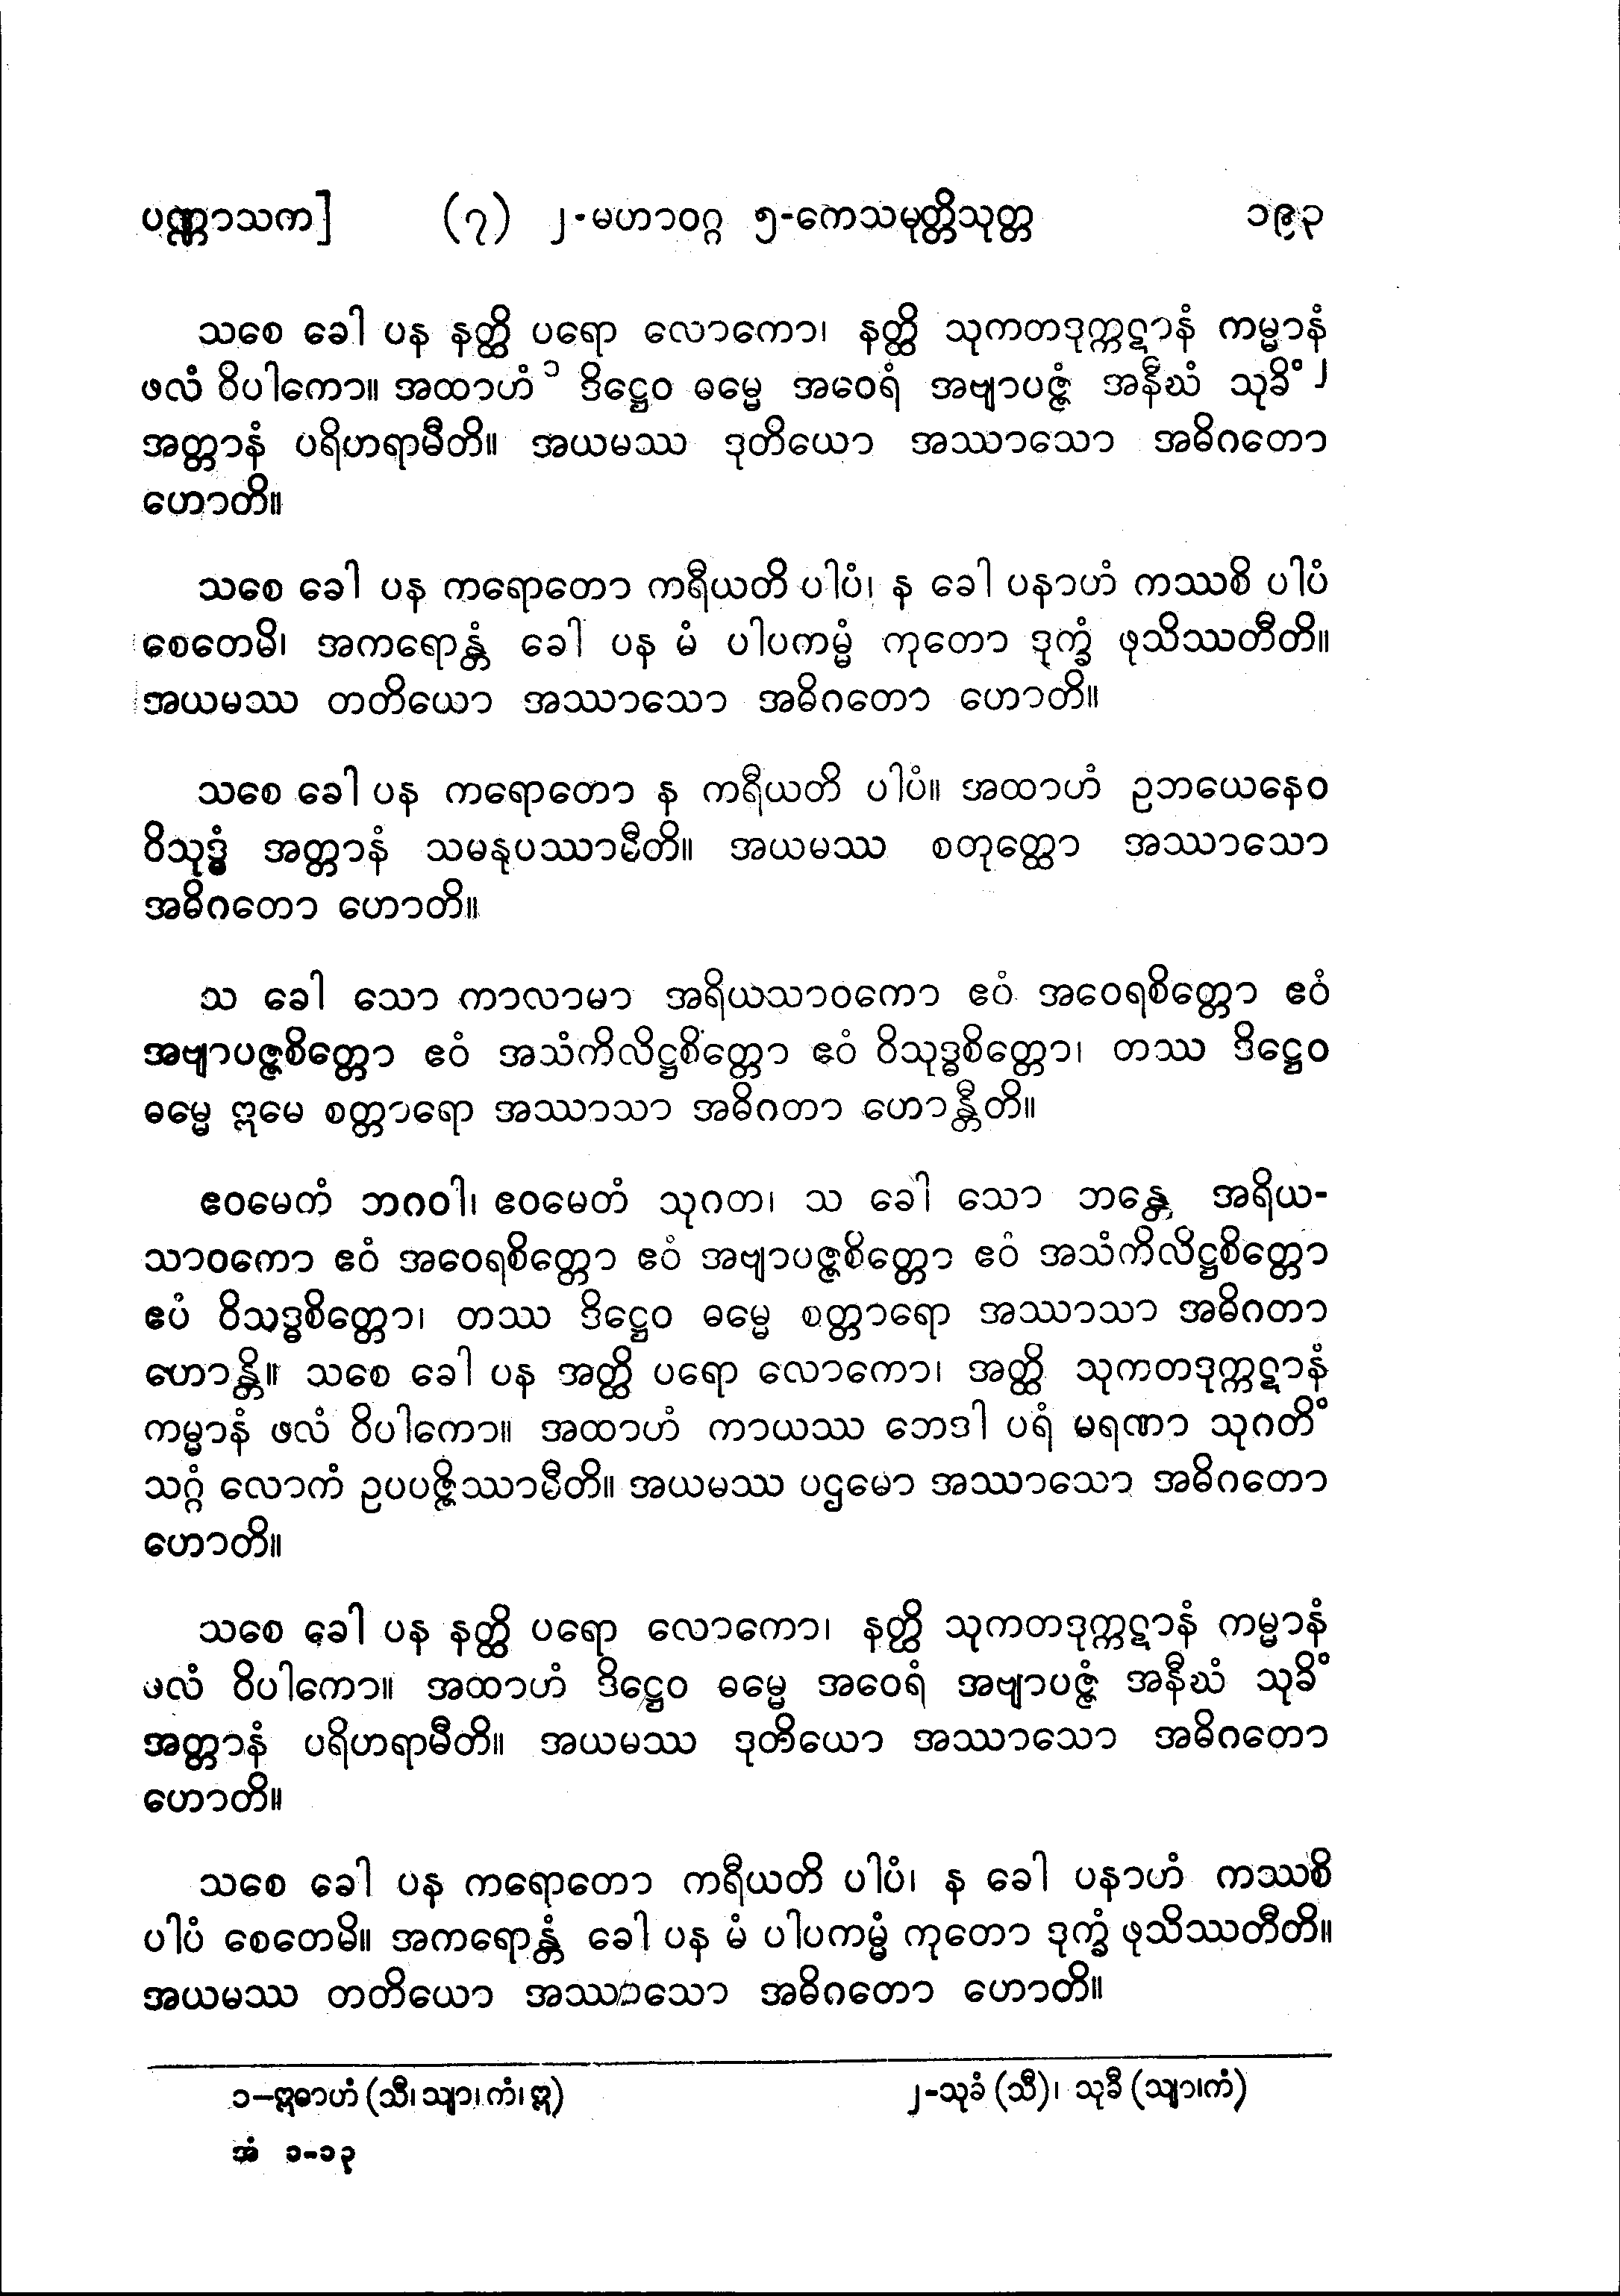 ပဏ္ဏာသက] (၇) ၂-မဟာဝဂ္ဂ ၅-ကေသမုတ္တိသုတ္တ ၁၉၃
သစေ ခေါ ပန နတ္ထိ ပရော လောကော၊ နတ္ထိ သုကတဒုက္ကဋာနံ ကမ္မာနံ
ဖလံ ဝိပါကော။ အထာဟံ ၁ ဒိဋ္ဌေဝ ဓမ္မေ အဝေရံ အဗျာပဇ္ဇံ အနီဃံ သုခိံ ၂
အတ္တာနံ ပရိဟရာမီတိ။ အယမဿ ဒုတိယော အဿာသော အဓိဂတော
ဟောတိ။
သစေ ခေါ ပန ကရောတော ကရီယတိ ပါပံ၊ န ခေါ ပနာဟံ ကဿစိ ပါပံ
စေတေမိ၊ အကရောန္တံ ခေါ ပန မံ ပါပကမ္မံ ကုတော ဒုက္ခံ ဖုသိဿတီတိ။
အယမဿ တတိယော အဿာသော အဓိဂတော ဟောတိ။
သစေ ခေါ ပန ကရောတော န ကရီယတိ ပါပံ။ အထာဟံ ဥဘယေနေဝ
ဝိသုဒ္ဓံ အတ္တာနံ သမနုပဿာမီတိ။ အယမဿ စတုတ္ထော အဿာသော
အဓိဂတော ဟောတိ။
သ ခေါ သော ကာလာမာ အရိယသာဝကော ဧဝံ အဝေရစိတ္တော ဧဝံ
အဗျာပဇ္ဇစိတ္တော ဧဝံ အသံကိလိဋ္ဌစိတ္တော ဧဝံ ဝိသုဒ္ဓစိတ္တော၊ တဿ ဒိဋ္ဌေဝ
ဓမ္မေ ဣမေ စတ္တာရော အဿာသာ အဓိဂတာ ဟောန္တီတိ။
ဧဝမေတံ ဘဂဝါ၊ ဧဝမေတံ သုဂတ၊ သ ခေါ သော ဘန္တေ အရိယ-
သာဝကော ဧဝံ အဝေရစိတ္တော ဧဝံ အဗျာပဇ္ဇစိတ္တော ဧဝံ အသံကိလိဋ္ဌစိတ္တော
ဧဝံ ဝိသုဒ္ဓစိတ္တော၊ တဿ ဒိဋ္ဌေဝ ဓမ္မေ စတ္တာရော အဿာသာ အဓိဂတာ
ဟောန္တိ။ သစေ ခေါ ပန အတ္ထိ ပရော လောကော၊ အတ္ထိ သုကတဒုက္ကဋာနံ
ကမ္မာနံ ဖလံ ဝိပါကော။ အထာဟံ ကာယဿ ဘေဒါ ပရံ မရဏာ သုဂတိံ
သဂ္ဂံ လောကံ ဥပပဇ္ဇိဿာမီတိ။ အယမဿ ပဌမော အဿာသော အဓိဂတော
ဟောတိ။
သစေ ခေါ ပန နတ္ထိ ပရော လောကော၊ နတ္ထိ သုကတဒုက္ကဋာနံ ကမ္မာနံ
ဖလံ ဝိပါကော။ အထာဟံ ဒိဋ္ဌေဝ ဓမ္မေ အဝေရံ အဗျာပဇ္ဇံ အနီဃံ သုခိံ
အတ္တာနံ ပရိဟရာမီတိ။ အယမဿ ဒုတိယော အဿာသော အဓိဂတော
ဟောတိ။
သစေ ခေါ ပန ကရောတော ကရီယတိ ပါပံ၊ န ခေါ ပနာဟံ ကဿစိ
ပါပံ စေတေမိ။ အကရောန္တံ ခေါ ပန မံ ပါပကမ္မံ ကုတော ဒုက္ခံ ဖုသိဿတီတိ။
အယမဿ တတိယော အဿာသော အဓိဂတော ဟောတိ။
၁–ဣဓာဟံ (သီ၊ သျာ၊ ကံ၊ ဣ) ၂-သုခံ (သီ)၊ သုခီ (သျာ၊ကံ)
အံ ၁-၁၃